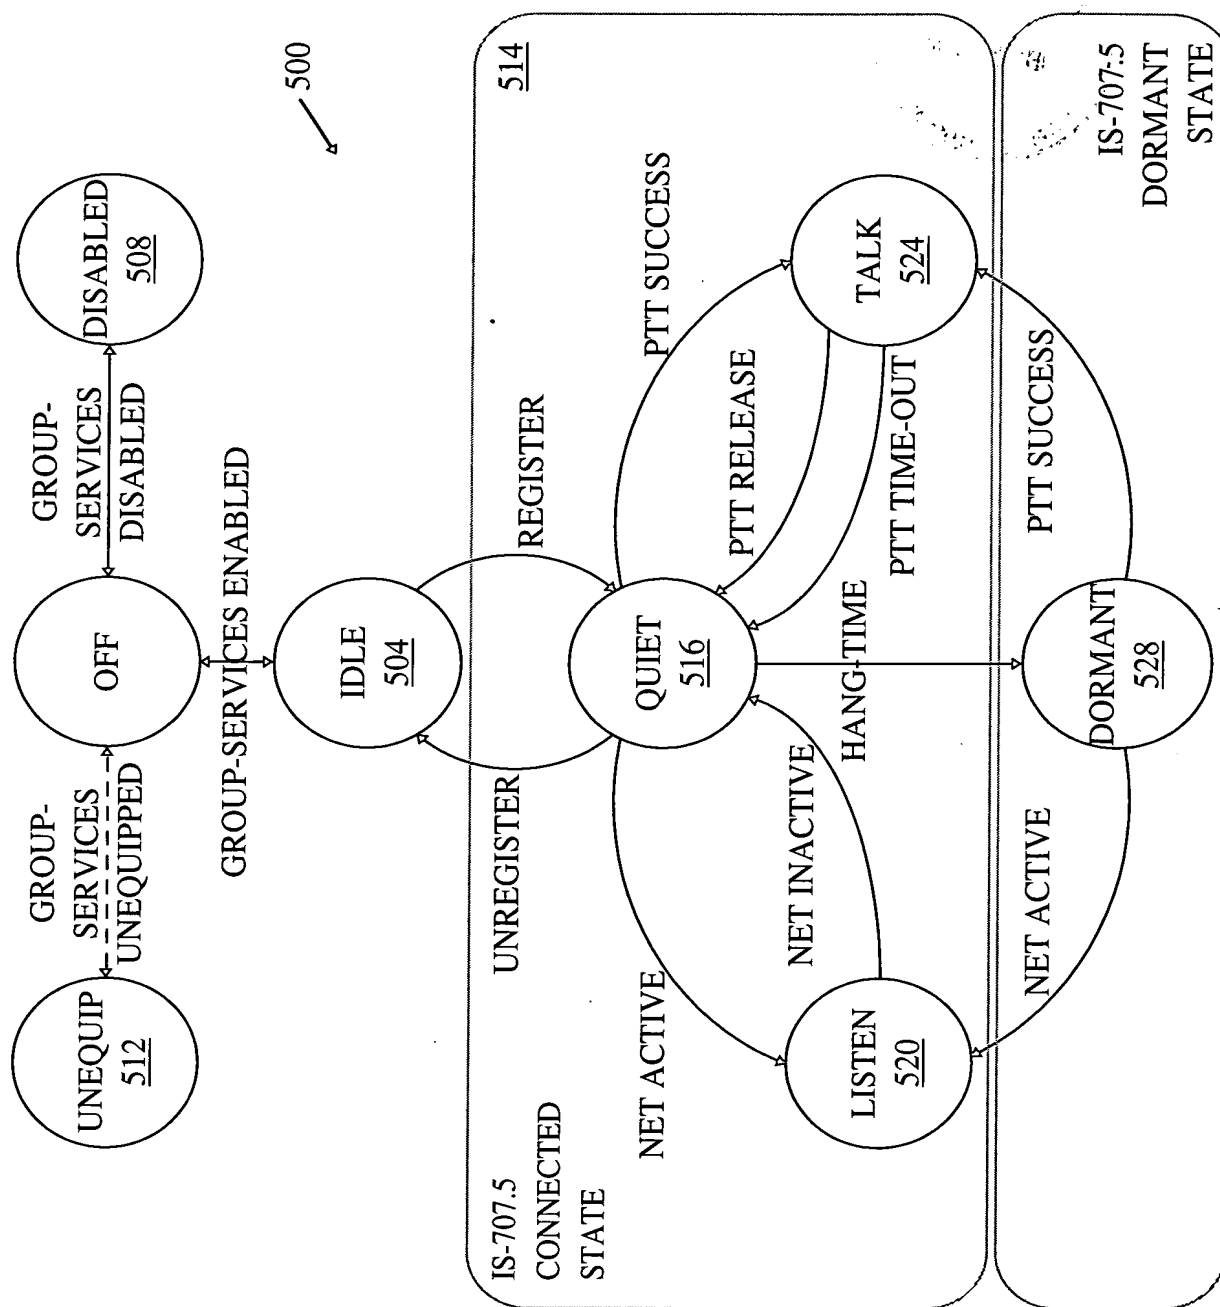 500
GROUP-
SERVICES
UNEQUIPPED
GROUP-
SERVICES
DISABLED
UNEQUIP
512
OFF
DISABLED
508
GROUP-SERVICES ENABLED
IDLE
504
IS-707.5
CONNECTED
STATE
514
UNREGISTER
REGISTER
NET ACTIVE
QUIET
516
PTT SUCCESS
NET INACTIVE
PTT RELEASE
HANG-TIME
PTT TIME-OUT
LISTEN
520
TALK
524
NET ACTIVE
PTT SUCCESS
DORMANT
528
IS-707.5
DORMANT
STATE